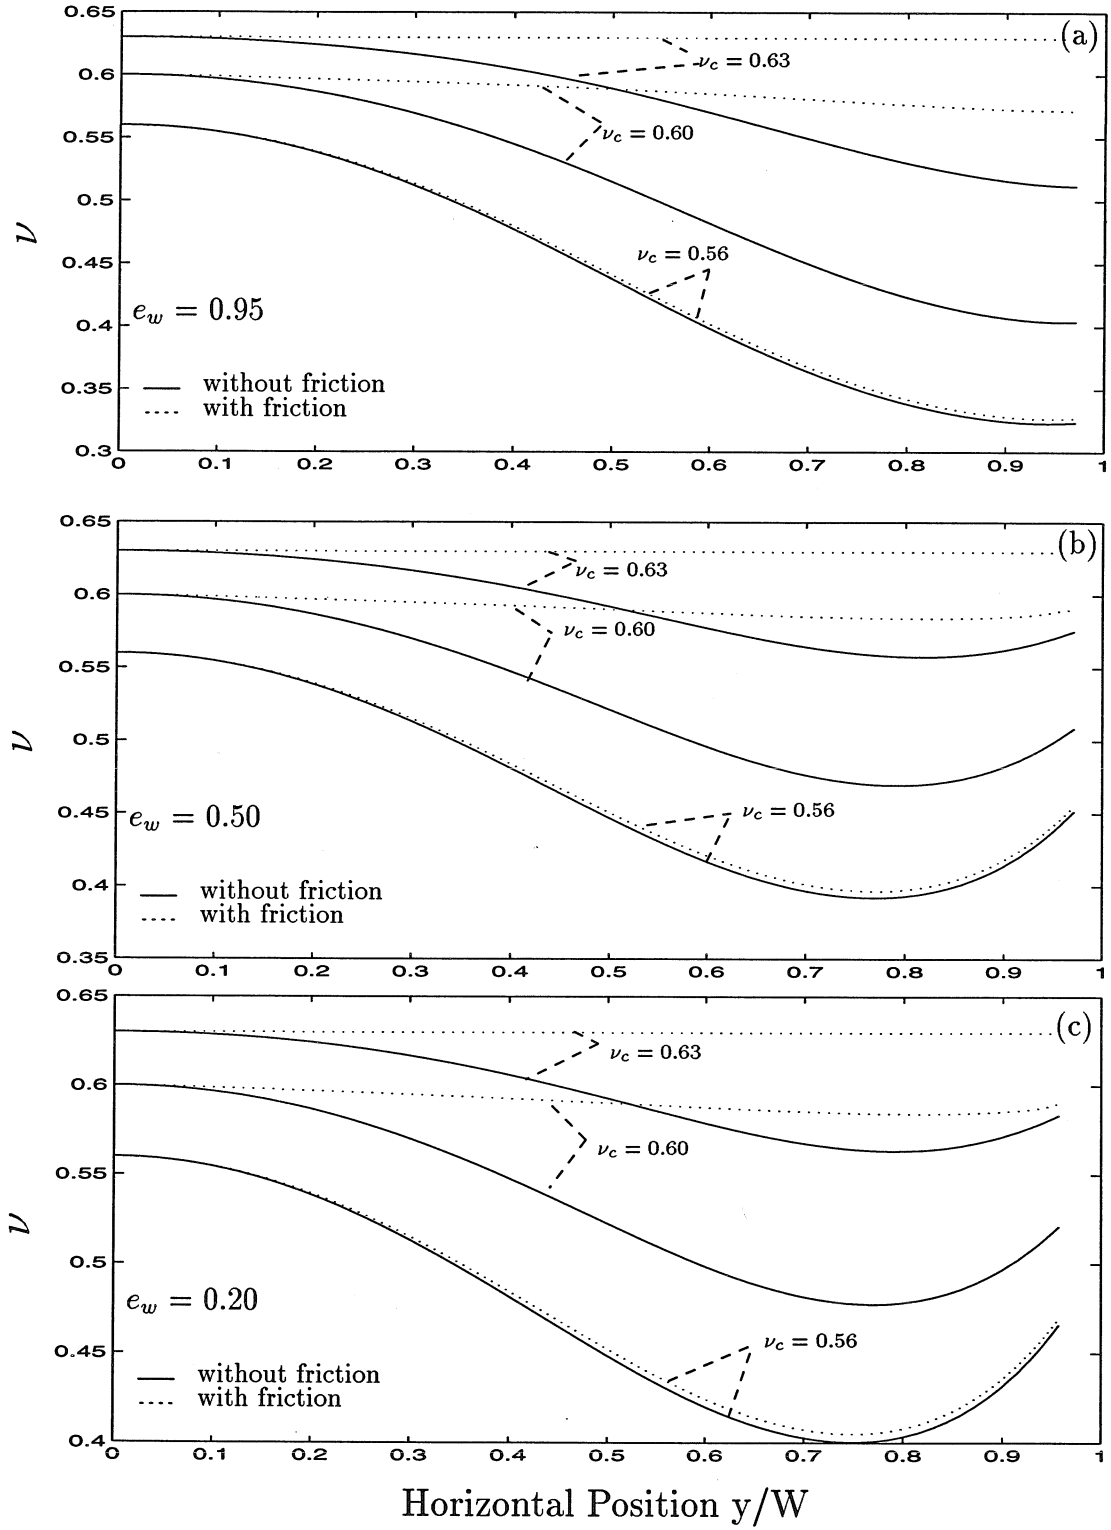 0.65
(a)
ν_c = 0.63
0.6
ν_c = 0.60
0.55
0.5
ν
ν_c = 0.56
0.45
e_w = 0.95
0.4
0.35
without friction
with friction
0.3
0 0.1 0.2 0.3 0.4 0.5 0.6 0.7 0.8 0.9 1
0.65
(b)
ν_c = 0.63
0.6
ν_c = 0.60
0.55
ν
0.5
0.45
ν_c = 0.56
e_w = 0.50
0.4
without friction
with friction
0.35
0 0.1 0.2 0.3 0.4 0.5 0.6 0.7 0.8 0.9 1
0.65
(c)
ν_c = 0.63
0.6
ν_c = 0.60
0.55
ν
0.5
e_w = 0.20
ν_c = 0.56
0.45
without friction
with friction
0.4
0 0.1 0.2 0.3 0.4 0.5 0.6 0.7 0.8 0.9 1
Horizontal Position y/W